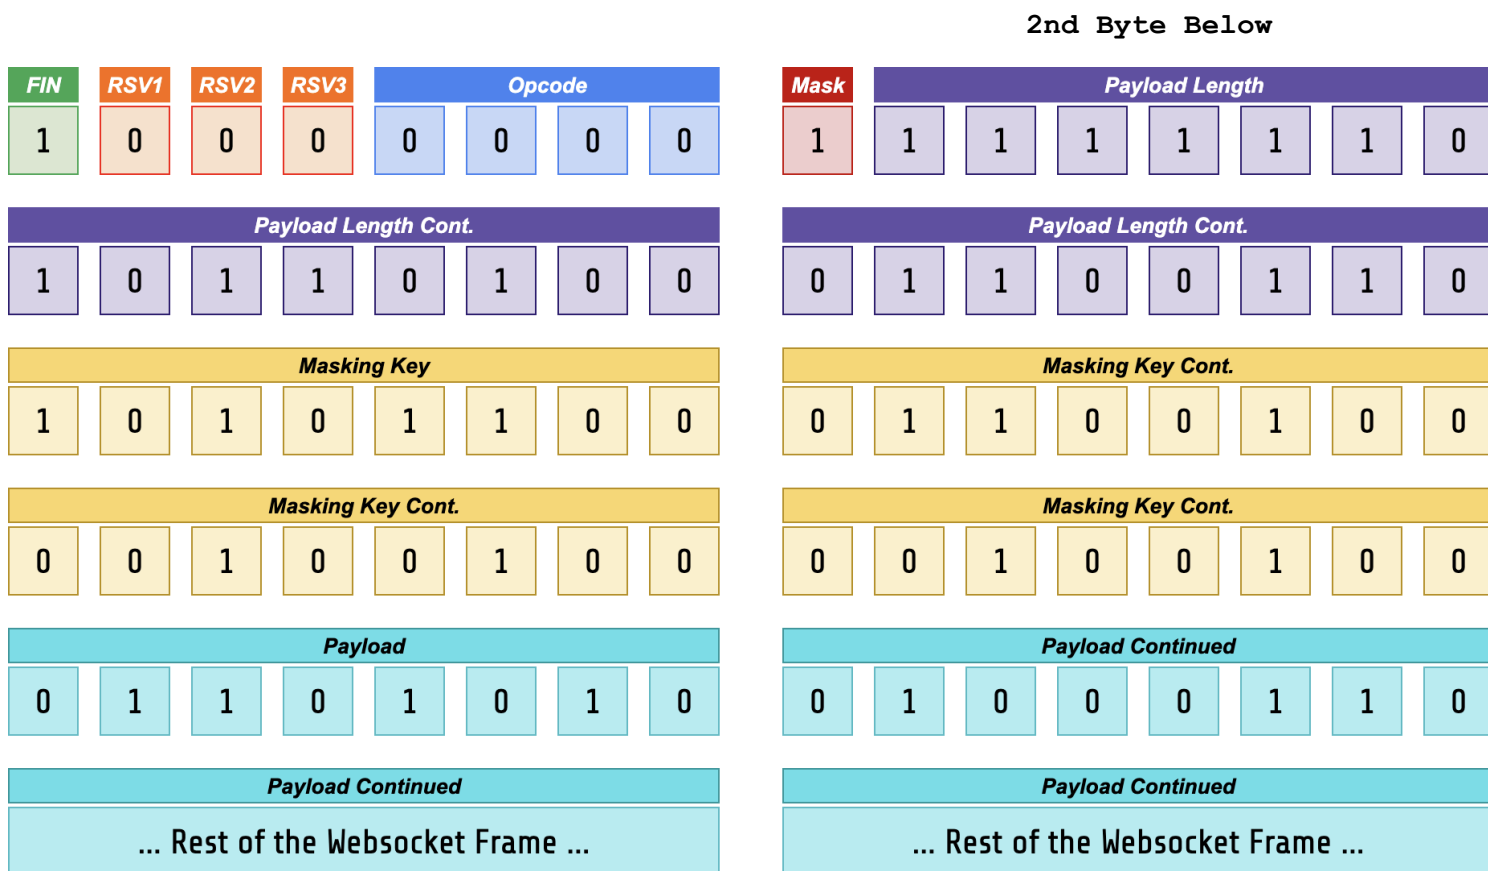 2nd Byte Below
FIN RSV1 RSV2 RSV3 Opcode Mask Payload Length
1 0 0 0 0 0 0 0 1 1 1 1 1 1 1 0
Payload Length Cont. Payload Length Cont.
1 0 1 1 0 1 0 0 0 1 1 0 0 1 1 0
Masking Key Masking Key Cont.
1 0 1 0 1 1 0 0 0 1 1 0 0 1 0 0
Masking Key Cont. Masking Key Cont.
0 0 1 0 0 1 0 0 0 0 1 0 0 1 0 0
Payload Payload Continued
0 1 1 0 1 0 1 0 0 1 0 0 0 1 1 0
Payload Continued Payload Continued
... Rest of the Websocket Frame ... ... Rest of the Websocket Frame ...